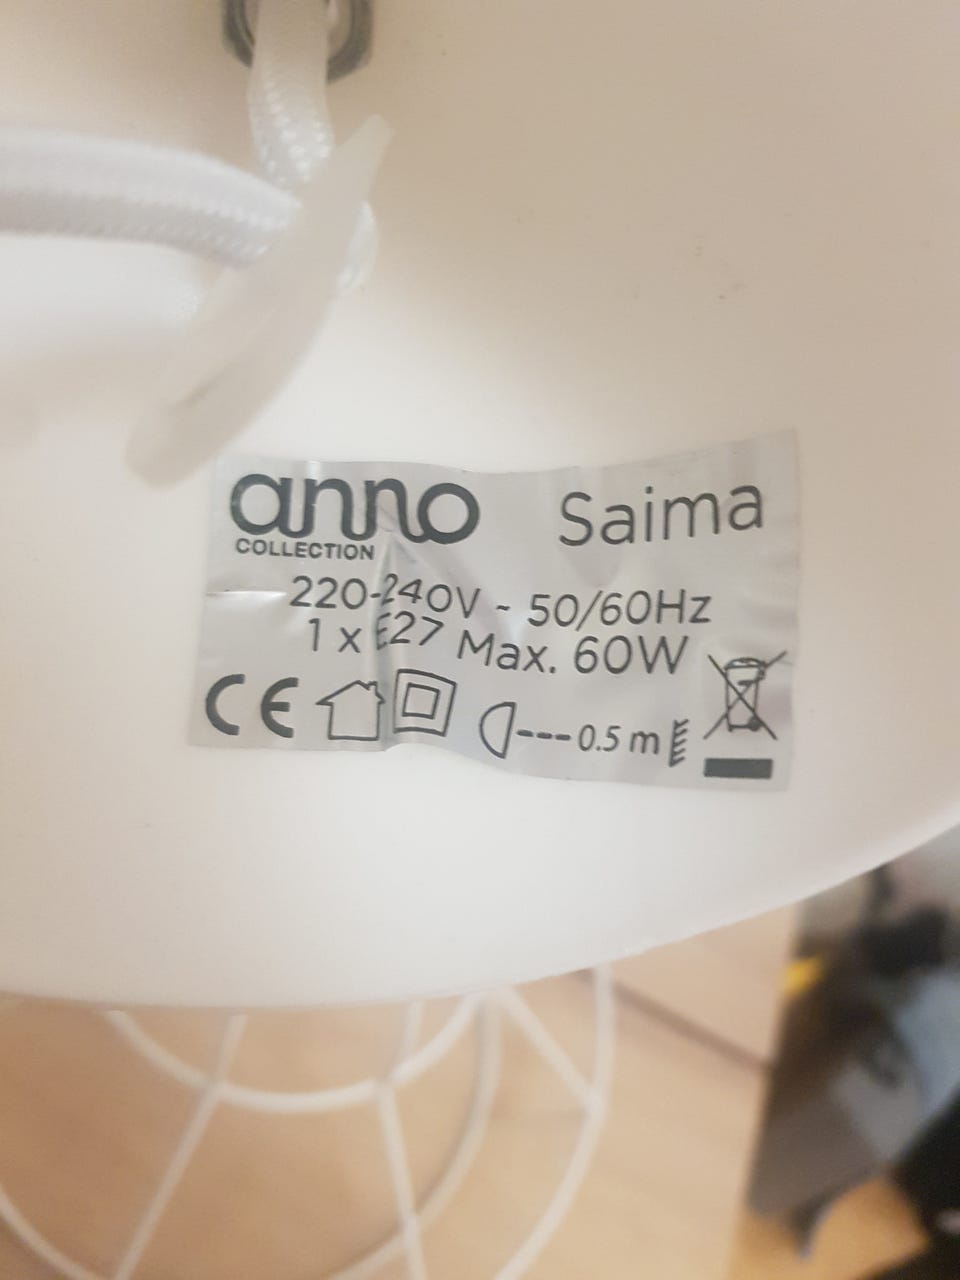 anno Saima
COLLECTION
220-240V ~ 50/60Hz
1 x E27 Max. 60W
CE 0.5 m